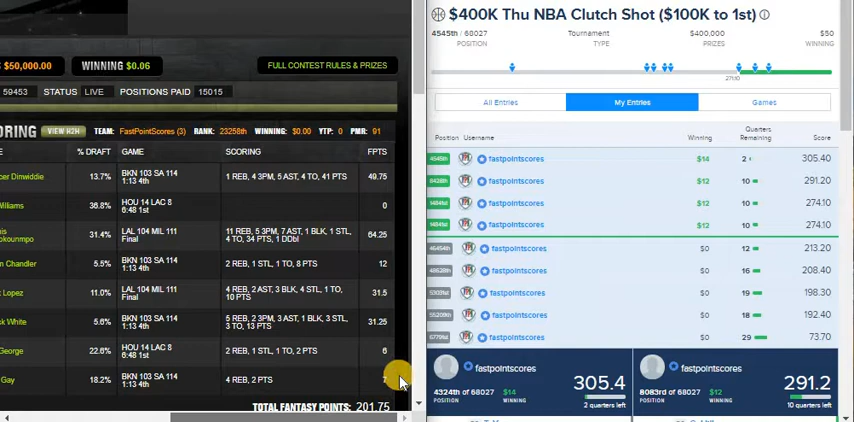 S $50,000.00 WINNING $0.06 FULL CONTEST RULES & PRIZES
59453 STATUS LIVE POSITIONS PAID 15015
ORING VIEW H2H TEAM: FastPointScores (3) RANK: 23258th WINNING: $0.00 YTP: 0 PMR: 91
E % DRAFT GAME SCORING FPTS
cer Dinwiddie 13.7% BKN 103 SA 114 1 REB, 4 3PM, 5 AST, 4 TO, 41 PTS 49.75
1:13 4th
illiams 36.8% HOU 14 LAC 8 0
6:48 1st
is 31.4% LAL 104 MIL 111 11 REB, 5 3PM, 7 AST, 1 BLK, 1 STL, 64.25
okounmpo Final 4 TO, 34 PTS, 1 DDbl
n Chandler 5.5% BKN 103 SA 114 2 REB, 1 STL, 1 TO, 8 PTS 12
1:13 4th
Lopez 11.0% LAL 104 MIL 111 4 REB, 2 AST, 3 BLK, 4 STL, 1 TO, 31.5
Final 10 PTS
k White 5.6% BKN 103 SA 114 5 REB, 2 3PM, 3 AST, 1 BLK, 5 STL, 31.25
1:13 4th 3 TO, 13 PTS
George 22.6% HOU 14 LAC 8 2 REB, 1 STL, 1 TO, 2 PTS 6
6:48 1st
Gay 18.2% BKN 103 SA 114 4 REB, 2 PTS 7
1:13 4th
TOTAL FANTASY POINTS: 201.75
$400K Thu NBA Clutch Shot ($100K to 1st)
4545th / 68027 Tournament $400,000 $50
POSITION TYPE PRIZES WINNING
271.10
All Entries My Entries Games
Position Username Winning Quarters Remaining Score
4545th fastpointscores $14 2 305.40
fastpointscores $12 10 291.20
fastpointscores $12 10 274.10
fastpointscores $12 10 274.10
fastpointscores $0 12 213.20
fastpointscores $0 16 208.40
fastpointscores $0 19 198.30
fastpointscores $0 18 192.40
fastpointscores $0 29 73.70
fastpointscores
4324th of 68027 $14 305.4
POSITION WINNING 2 quarters left
fastpointscores
8083rd of 68027 $12 291.2
POSITION WINNING 10 quarters left